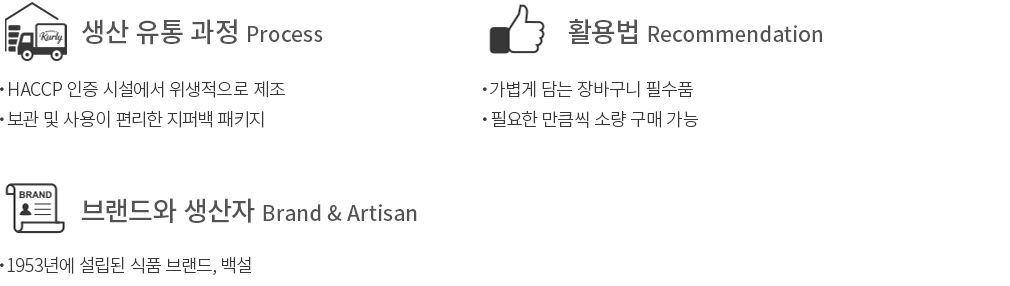 Kurly
생산 유통 과정 Process
• HACCP 인증 시설에서 위생적으로 제조
• 보관 및 사용이 편리한 지퍼백 패키지
활용법 Recommendation
• 가볍게 담는 장바구니 필수품
• 필요한 만큼씩 소량 구매 가능
BRAND
브랜드와 생산자 Brand & Artisan
• 1953년에 설립된 식품 브랜드, 백설